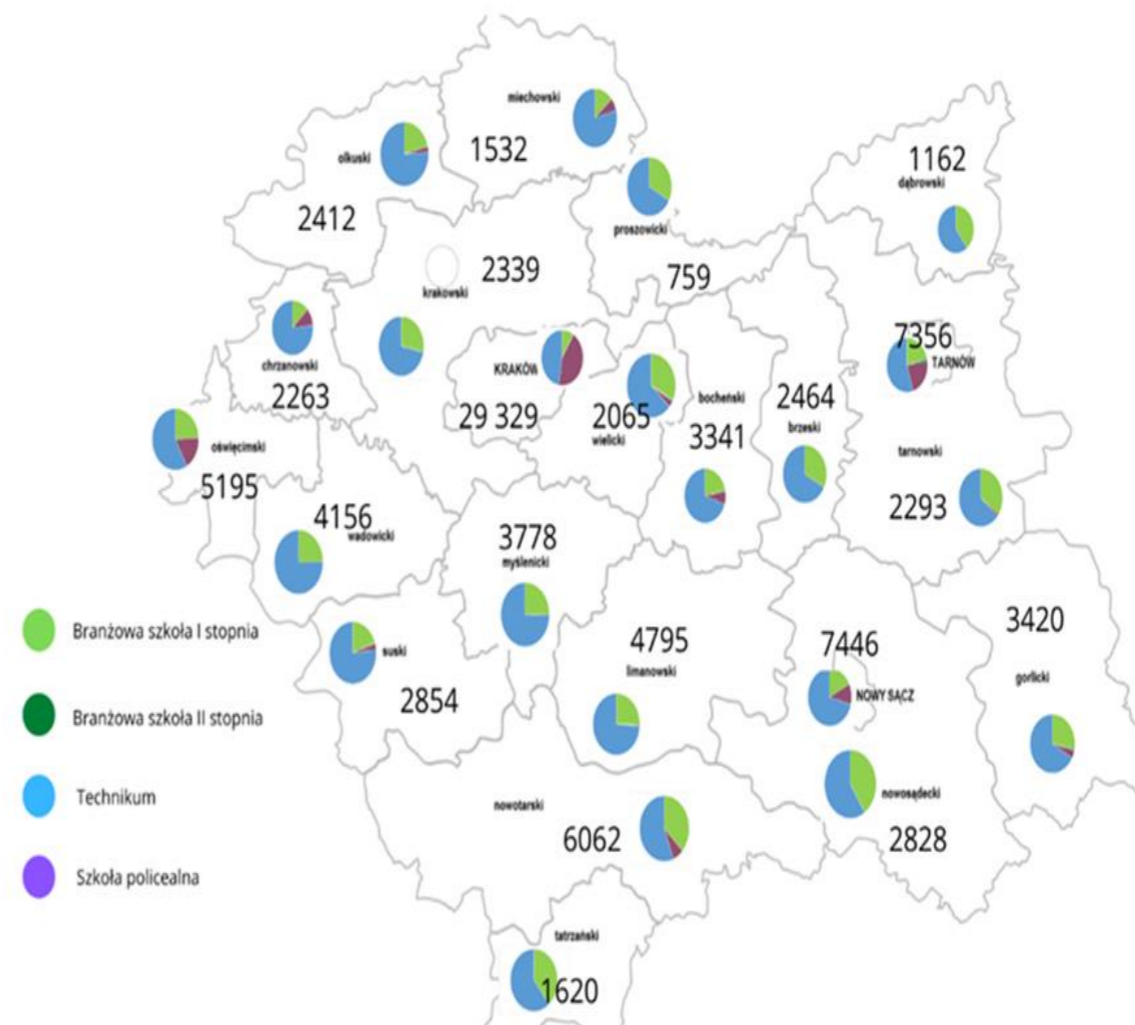 miechowski
1532
olkuski
2412
1162
dąbrowski
proszowicki
759
2339
krakowski
7356
TARNÓW
chrzanowski
2263
KRAKÓW
29 329
2065
wielicki
bocheński
3341
2464
brzeski
tarnowski
2293
oświęcimski
5195
4156
wadowicki
3778
myślenicki
Branżowa szkoła I stopnia
suski
2854
4795
limanowski
7446
NOWY SĄCZ
3420
gorlicki
Branżowa szkoła II stopnia
Technikum
nowotarski
6062
nowosądecki
2828
Szkoła policealna
tatrzański
1620